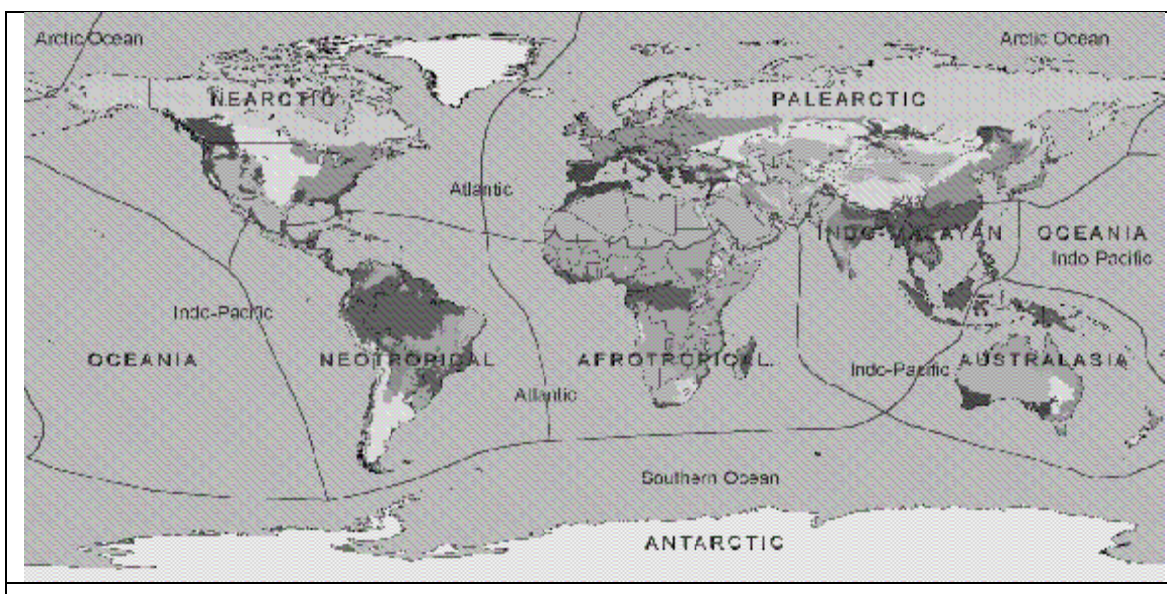 Arctic Ocean
Arctic Ocean
NEARCTIC
PALEARCTIC
Atlantic
INDO-MALAYAN
OCEANIA
Indo Pacific
Indo-Pacific
OCEANIA
NEOTROPICAL
AFROTROPICAL
Indo-Pacific
AUSTRALASIA
Atlantic
Southern Ocean
ANTARCTIC